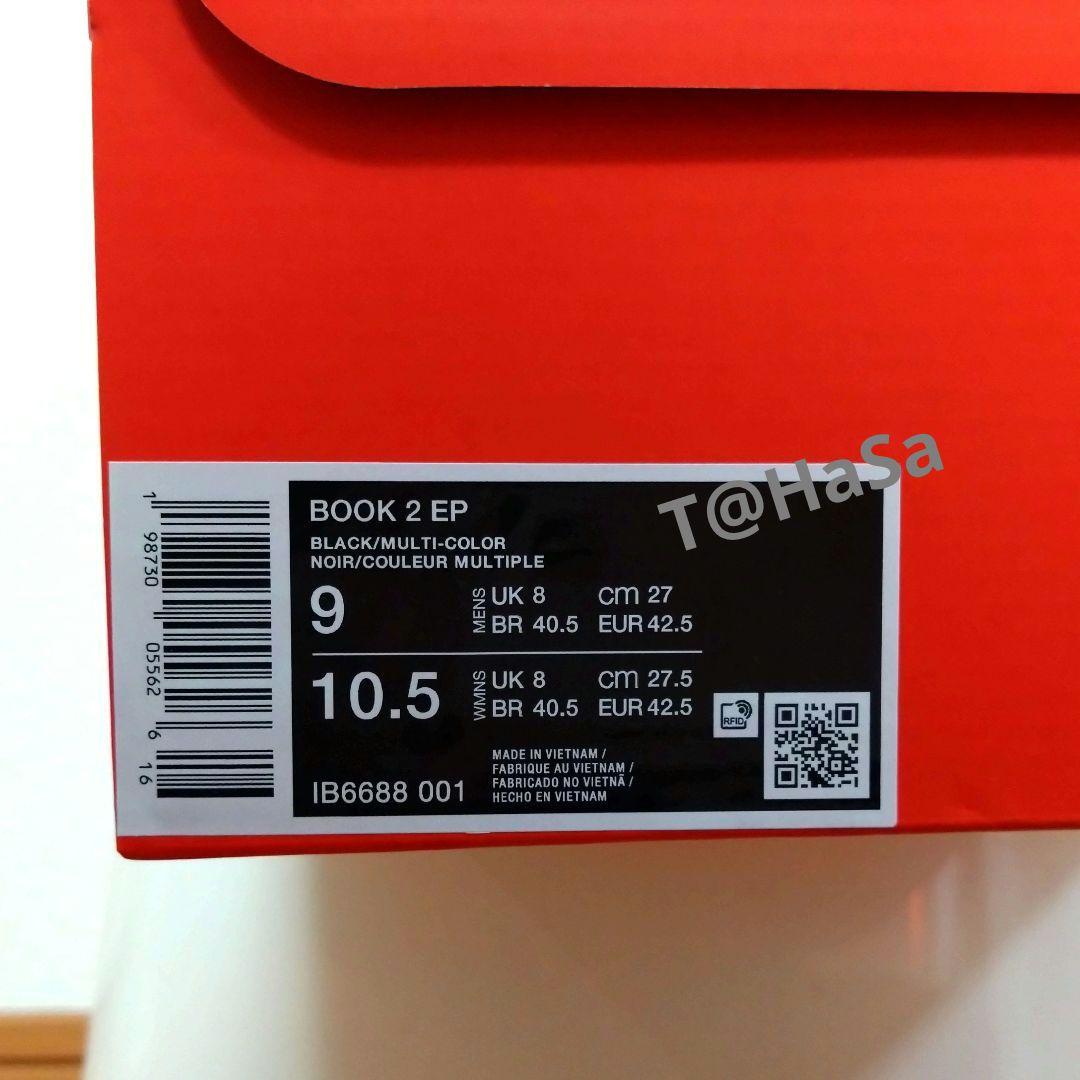 T@HaSa
BOOK 2 EP
BLACK/MULTI-COLOR
NOIR/COULEUR MULTIPLE
9 MENS UK 8 cm 27
BR 40.5 EUR 42.5
10.5 WMNS UK 8 cm 27.5
BR 40.5 EUR 42.5
RFID
IB6688 001
MADE IN VIETNAM /
FABRIQUE AU VIETNAM /
FABRICADO NO VIETNÃ /
HECHO EN VIETNAM
1 98730 05562 6 16